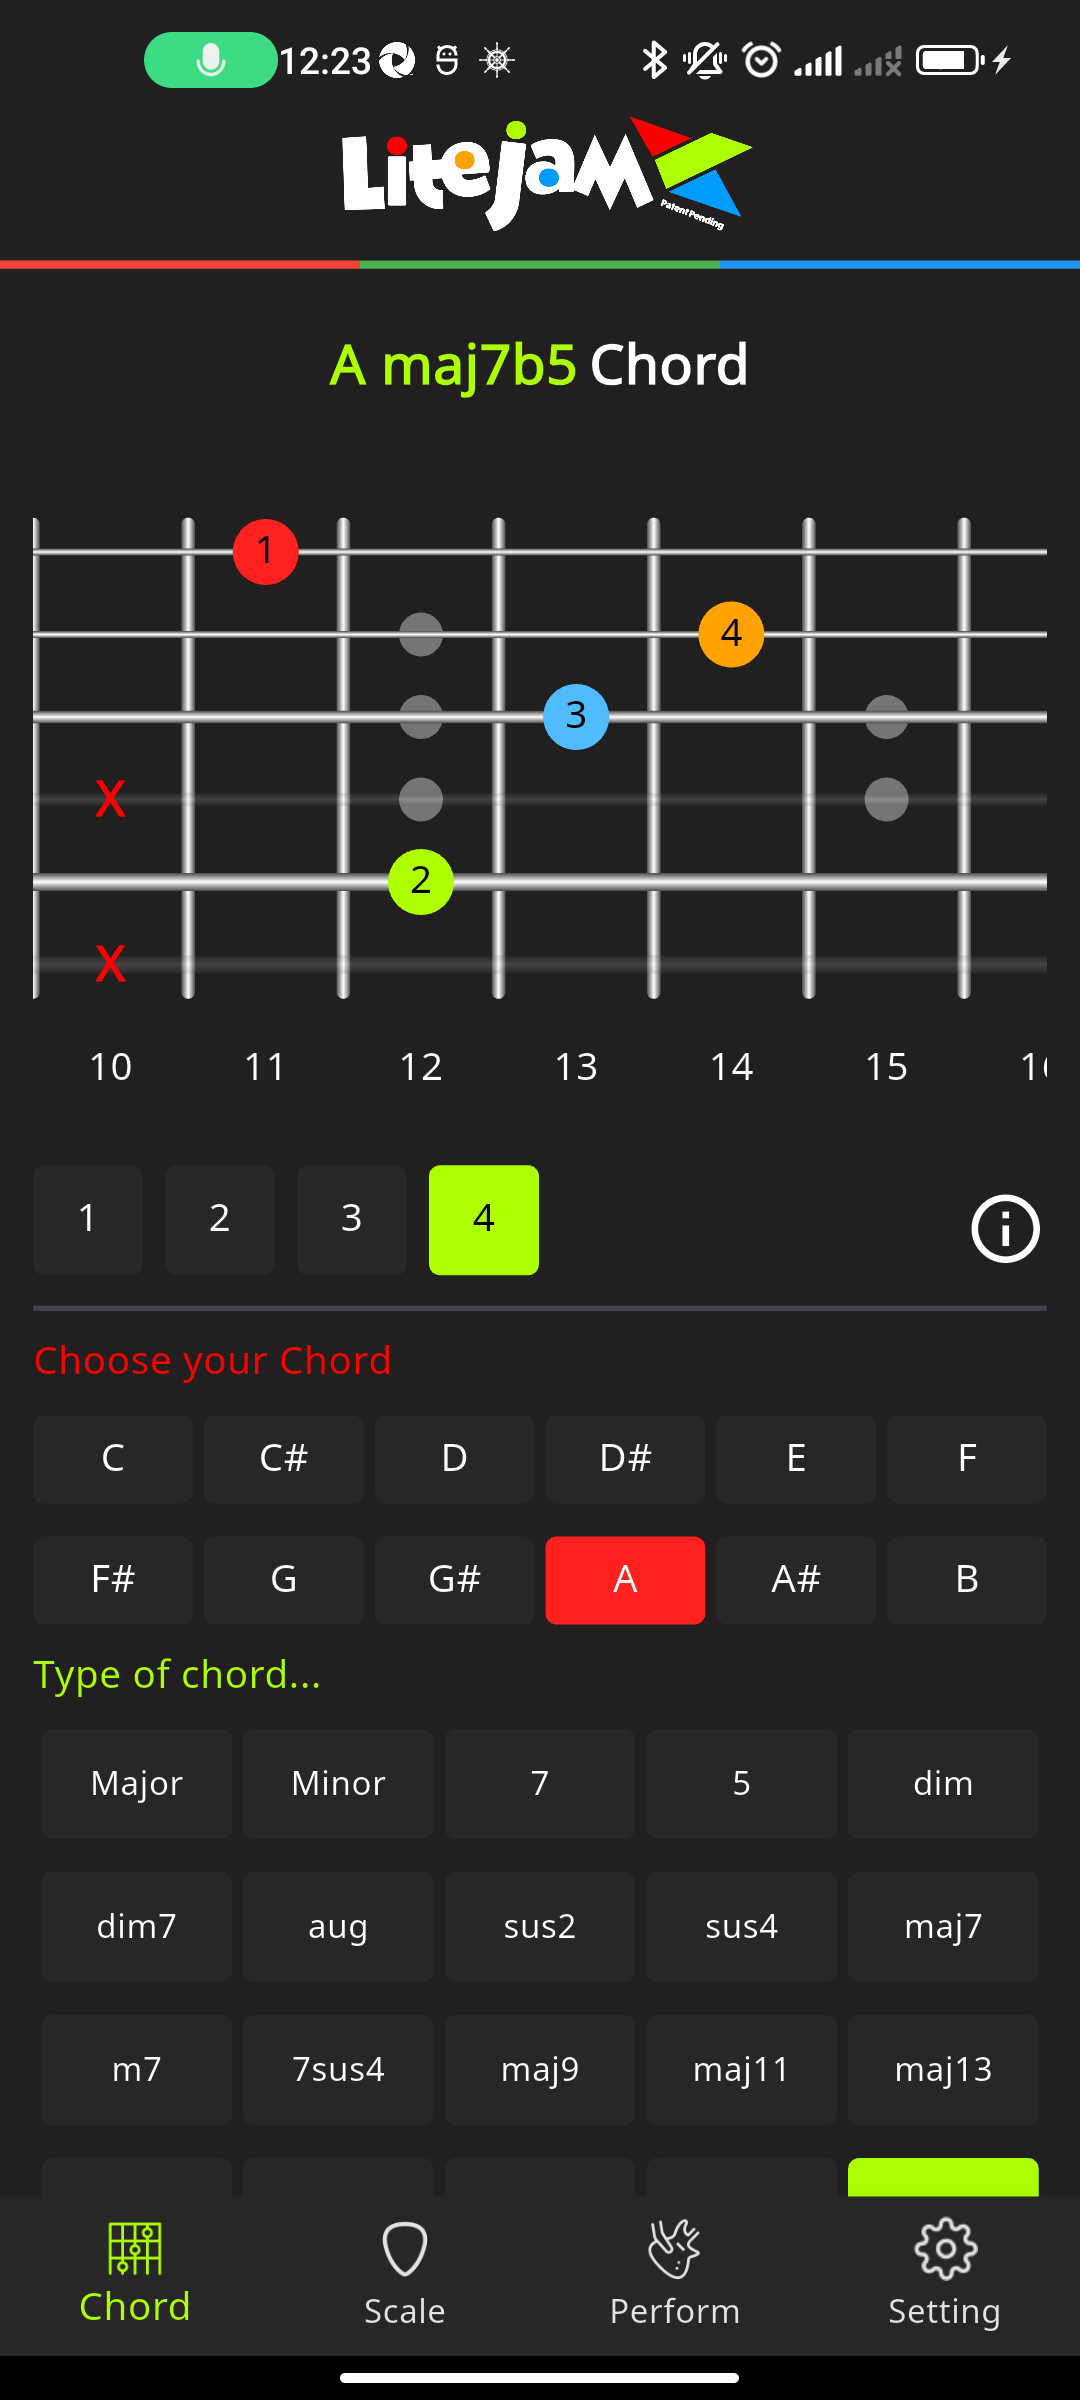 12:23
Litejam
Patent Pending
A maj7b5 Chord
1
4
3
X
2
X
10 11 12 13 14 15
1 2 3 4
Choose your Chord
C C# D D# E F
F# G G# A A# B
Type of chord...
Major Minor 7 5 dim
dim7 aug sus2 sus4 maj7
m7 7sus4 maj9 maj11 maj13
Chord Scale Perform Setting